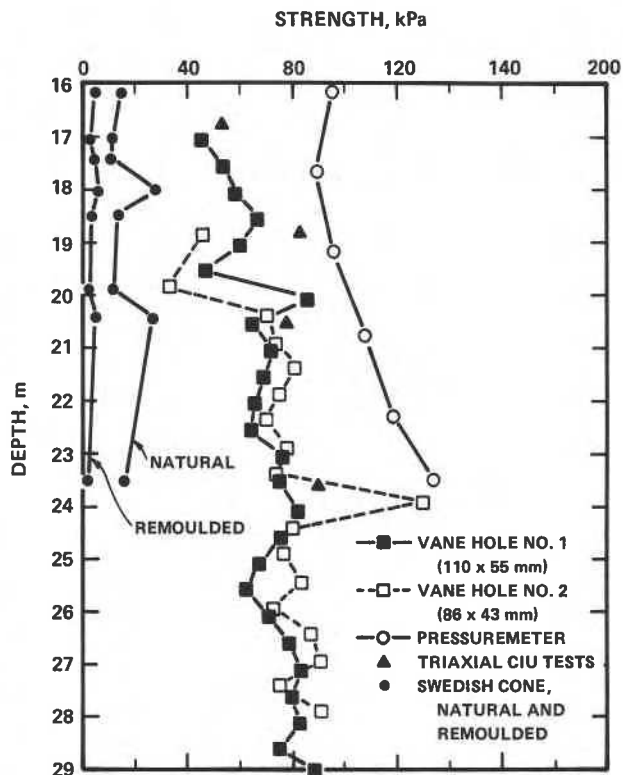 STRENGTH, kPa
0 40 80 120 160 200
16
17
18
19
20
21
22
23
24
25
26
27
28
29
DEPTH, m
NATURAL
REMOULDED
VANE HOLE NO. 1
(110 x 55 mm)
VANE HOLE NO. 2
(86 x 43 mm)
PRESSUREMETER
TRIAXIAL CIU TESTS
SWEDISH CONE,
NATURAL AND
REMOULDED